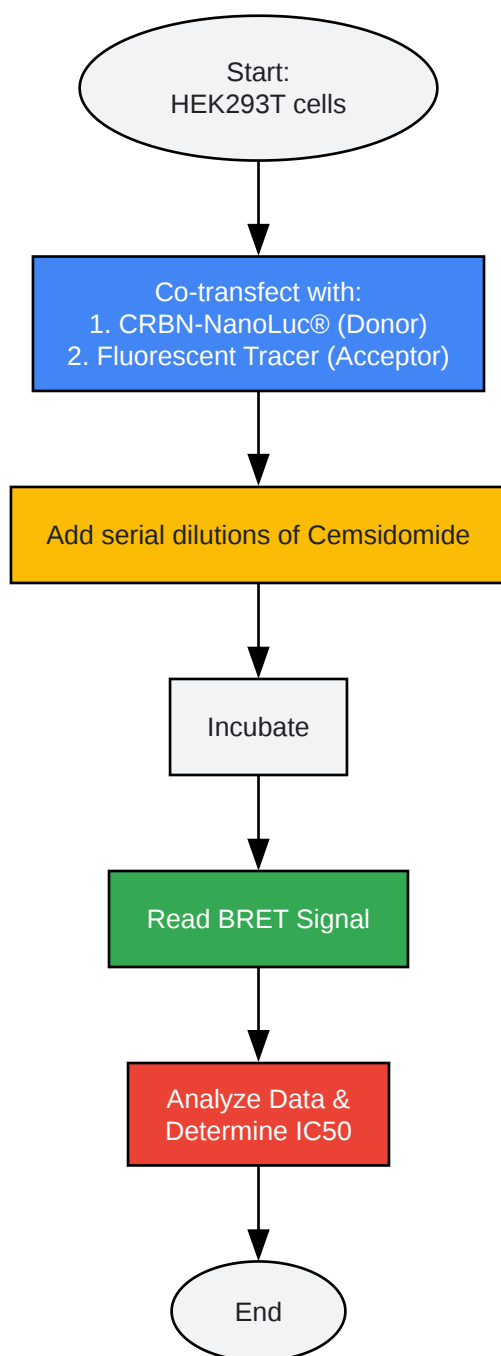 Start:
HEK293T cells
Co-transfect with:
1. CRBN-NanoLuc® (Donor)
2. Fluorescent Tracer (Acceptor)
Add serial dilutions of Cemsidomide
Incubate
Read BRET Signal
Analyze Data &
Determine IC50
End